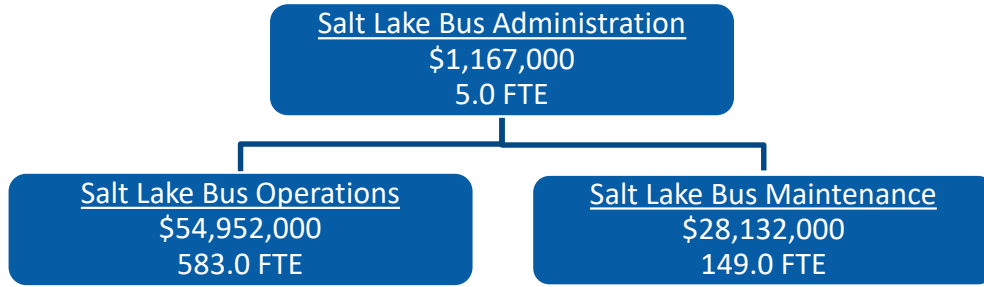 Salt Lake Bus Administration
$1,167,000
5.0 FTE
Salt Lake Bus Operations
$54,952,000
583.0 FTE
Salt Lake Bus Maintenance
$28,132,000
149.0 FTE